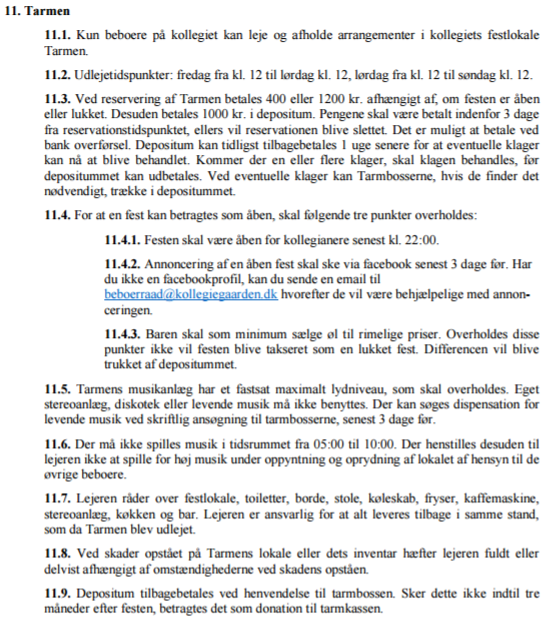 11. Tarmen
11.1. Kun beboere på kollegiet kan leje og afholde arrangementer i kollegiets festlokale
Tarmen.
11.2. Udlejetidspunkter: fredag fra kl. 12 til lørdag kl. 12, lørdag fra kl. 12 til søndag kl. 12.
11.3. Ved reservering af Tarmen betales 400 eller 1200 kr. afhængigt af, om festen er åben
eller lukket. Desuden betales 1000 kr. i depositum. Pengene skal være betalt indenfor 3 dage
fra reservationstidspunktet, ellers vil reservationen blive slettet. Det er muligt at betale ved
bank overførsel. Depositum kan tidligst tilbagebetales 1 uge senere for at eventuelle klager
kan nå at blive behandlet. Kommer der en eller flere klager, skal klagen behandles, før
depositummet kan udbetales. Ved eventuelle klager kan Tarmbosserne, hvis de finder det
nødvendigt, trække i depositummet.
11.4. For at en fest kan betragtes som åben, skal følgende tre punkter overholdes:
11.4.1. Festen skal være åben for kollegianere senest kl. 22:00.
11.4.2. Annoncering af en åben fest skal ske via facebook senest 3 dage før. Har
du ikke en facebookprofil, kan du sende en email til
beboerraad@kollegiegaarden.dk hvorefter de vil være behjælpelige med annon-
ceringen.
11.4.3. Baren skal som minimum sælge øl til rimelige priser. Overholdes disse
punkter ikke vil festen blive takseret som en lukket fest. Differencen vil blive
trukket af depositummet.
11.5. Tarmens musikanlæg har et fastsat maximalt lydniveau, som skal overholdes. Eget
stereoanlæg, diskotek eller levende musik må ikke benyttes. Der kan søges dispensation for
levende musik ved skriftlig ansøgning til tarmbosserne, senest 3 dage før.
11.6. Der må ikke spilles musik i tidsrummet fra 05:00 til 10:00. Der henstilles desuden til
lejeren ikke at spille for høj musik under oppyntning og oprydning af lokalet af hensyn til de
øvrige beboere.
11.7. Lejeren råder over festlokale, toiletter, borde, stole, køleskab, fryser, kaffemaskine,
stereoanlæg, køkken og bar. Lejeren er ansvarlig for at alt leveres tilbage i samme stand,
som da Tarmen blev udlejet.
11.8. Ved skader opstået på Tarmens lokale eller dets inventar hæfter lejeren fuldt eller
delvist afhængigt af omstændighederne ved skadens opståen.
11.9. Depositum tilbagebetales ved henvendelse til tarmbossen. Sker dette ikke indtil tre
måneder efter festen, betragtes det som donation til tarmkassen.